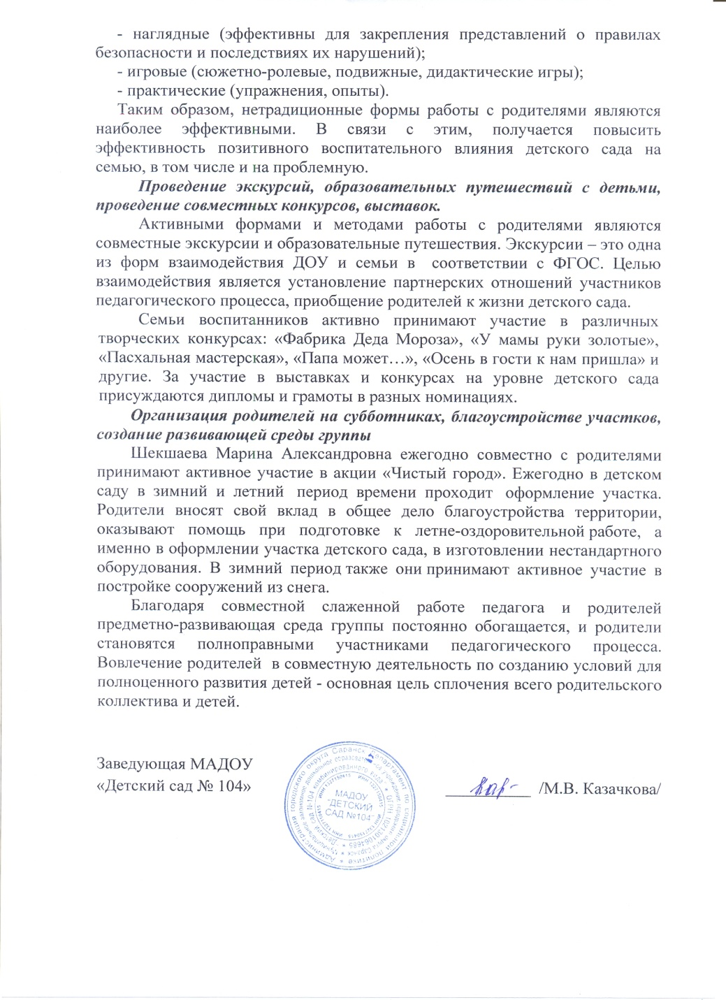 - наглядные (эффективны для закрепления представлений о правилах
безопасности и последствиях их нарушений);
- игровые (сюжетно-ролевые, подвижные, дидактические игры);
- практические (упражнения, опыты).
Таким образом, нетрадиционные формы работы с родителями являются
наиболее эффективными. В связи с этим, получается повысить
эффективность позитивного воспитательного влияния детского сада на
семью, в том числе и на проблемную.
Проведение экскурсий, образовательных путешествий с детьми,
проведение совместных конкурсов, выставок.
Активными формами и методами работы с родителями являются
совместные экскурсии и образовательные путешествия. Экскурсии – это одна
из форм взаимодействия ДОУ и семьи в соответствии с ФГОС. Целью
взаимодействия является установление партнерских отношений участников
педагогического процесса, приобщение родителей к жизни детского сада.
Семьи воспитанников активно принимают участие в различных
творческих конкурсах: «Фабрика Деда Мороза», «У мамы руки золотые»,
«Пасхальная мастерская», «Папа может…», «Осень в гости к нам пришла» и
другие. За участие в выставках и конкурсах на уровне детского сада
присуждаются дипломы и грамоты в разных номинациях.
Организация родителей на субботниках, благоустройстве участков,
создание развивающей среды группы
Шекшаева Марина Александровна ежегодно совместно с родителями
принимают активное участие в акции «Чистый город». Ежегодно в детском
саду в зимний и летний период времени проходит оформление участка.
Родители вносят свой вклад в общее дело благоустройства территории,
оказывают помощь при подготовке к летне-оздоровительной работе, а
именно в оформлении участка детского сада, в изготовлении нестандартного
оборудования. В зимний период также они принимают активное участие в
постройке сооружений из снега.
Благодаря совместной слаженной работе педагога и родителей
предметно-развивающая среда группы постоянно обогащается, и родители
становятся полноправными участниками педагогического процесса.
Вовлечение родителей в совместную деятельность по созданию условий для
полноценного развития детей - основная цель сплочения всего родительского
коллектива и детей.
Заведующая МАДОУ
«Детский сад № 104»
/М.В. Казачкова/
МАДОУ
"ДЕТСКИЙ
САД №104"